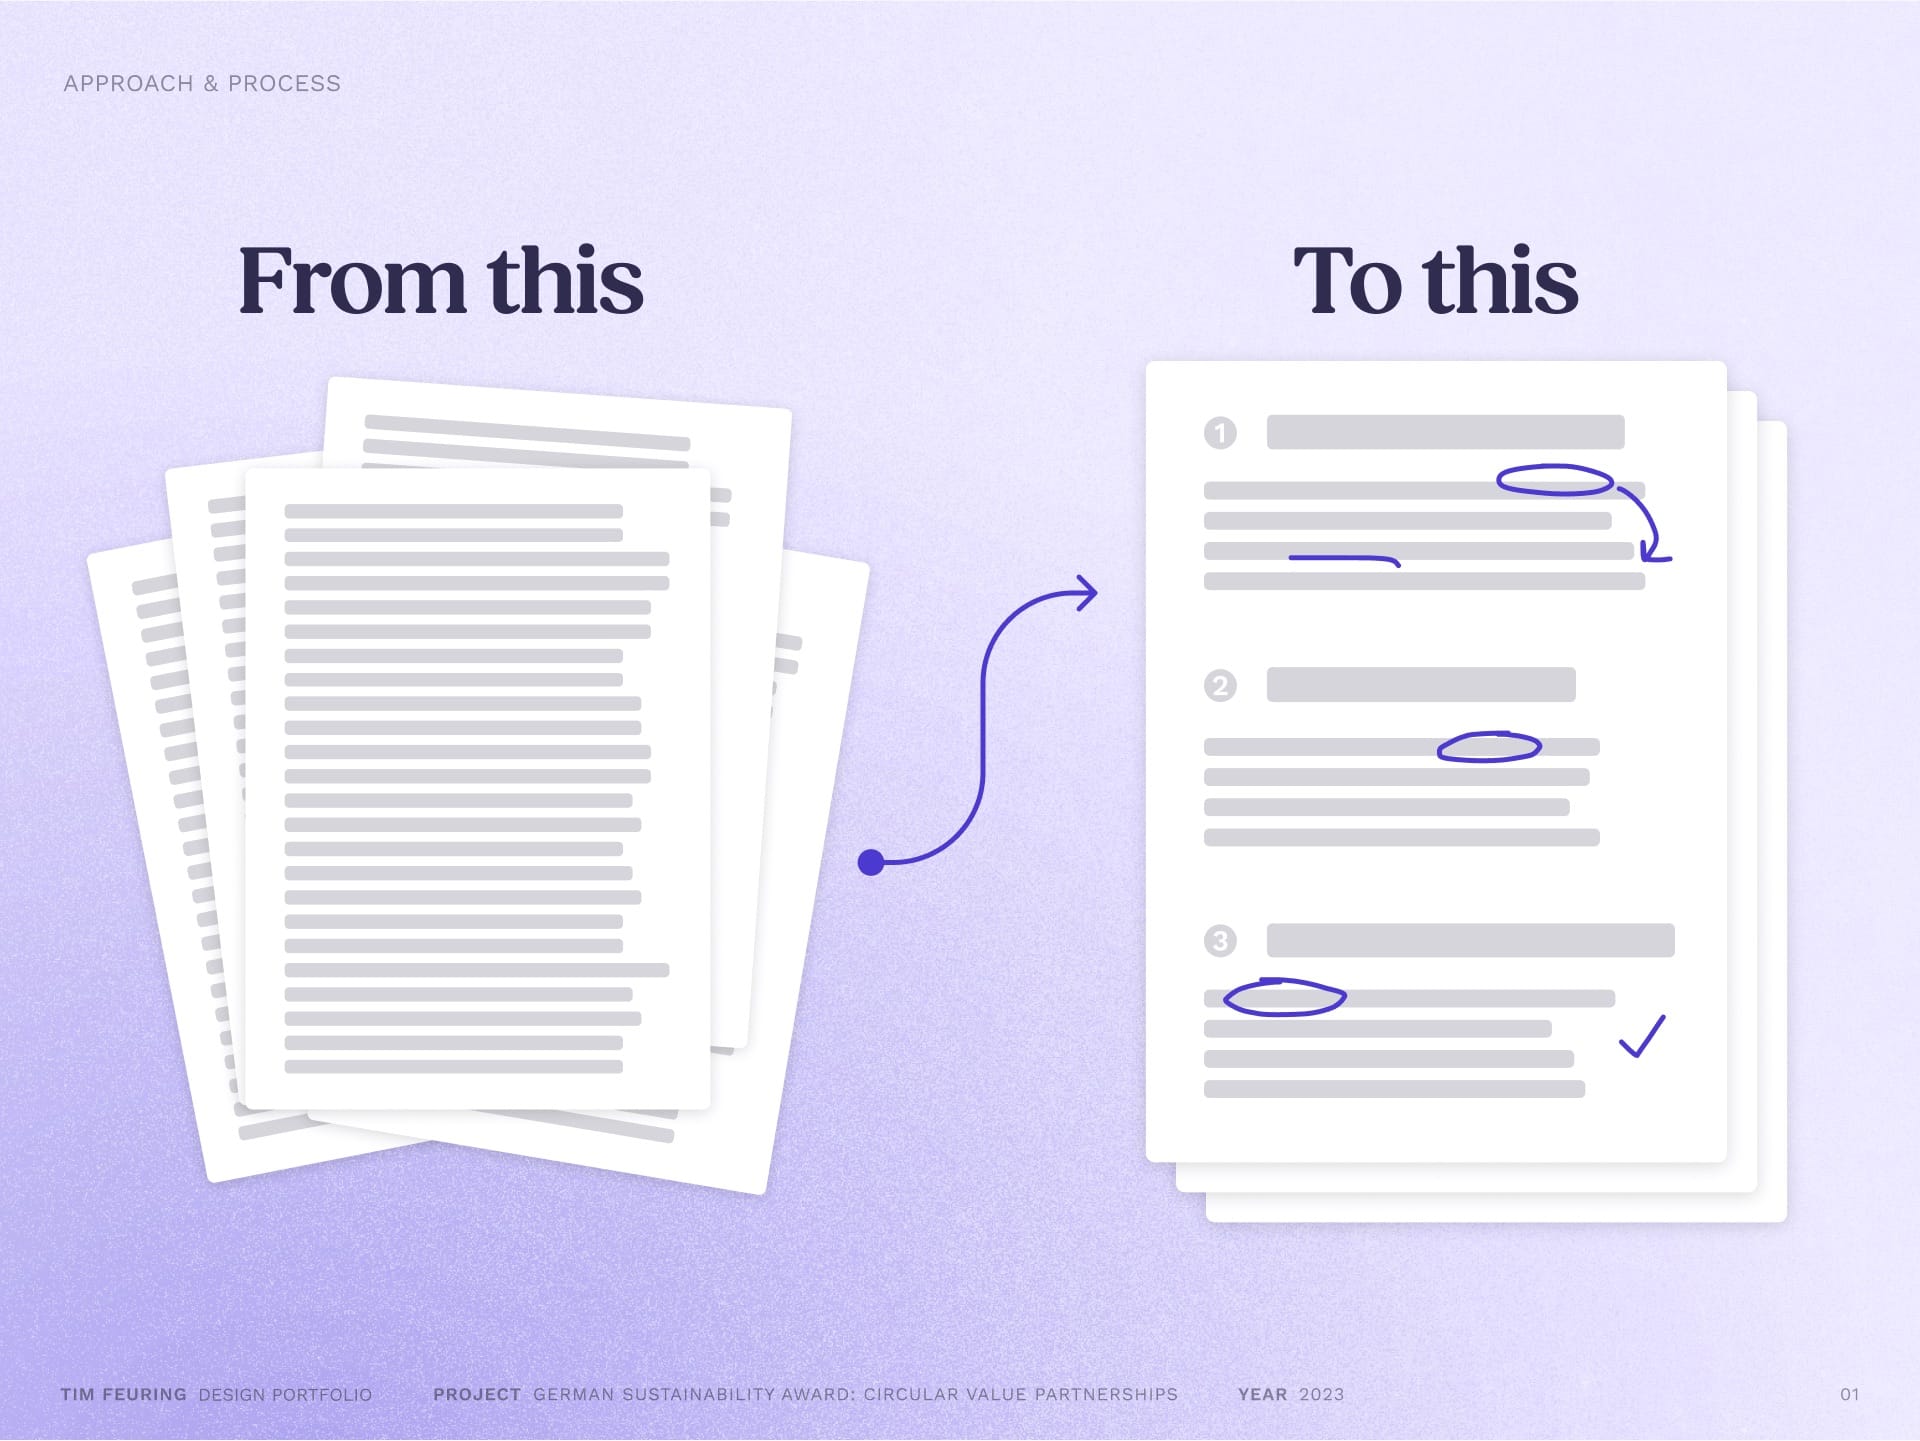 APPROACH & PROCESS
From this
To this
1
2
3
TIM FEURING DESIGN PORTFOLIO
PROJECT GERMAN SUSTAINABILITY AWARD: CIRCULAR VALUE PARTNERSHIPS
YEAR 2023
01